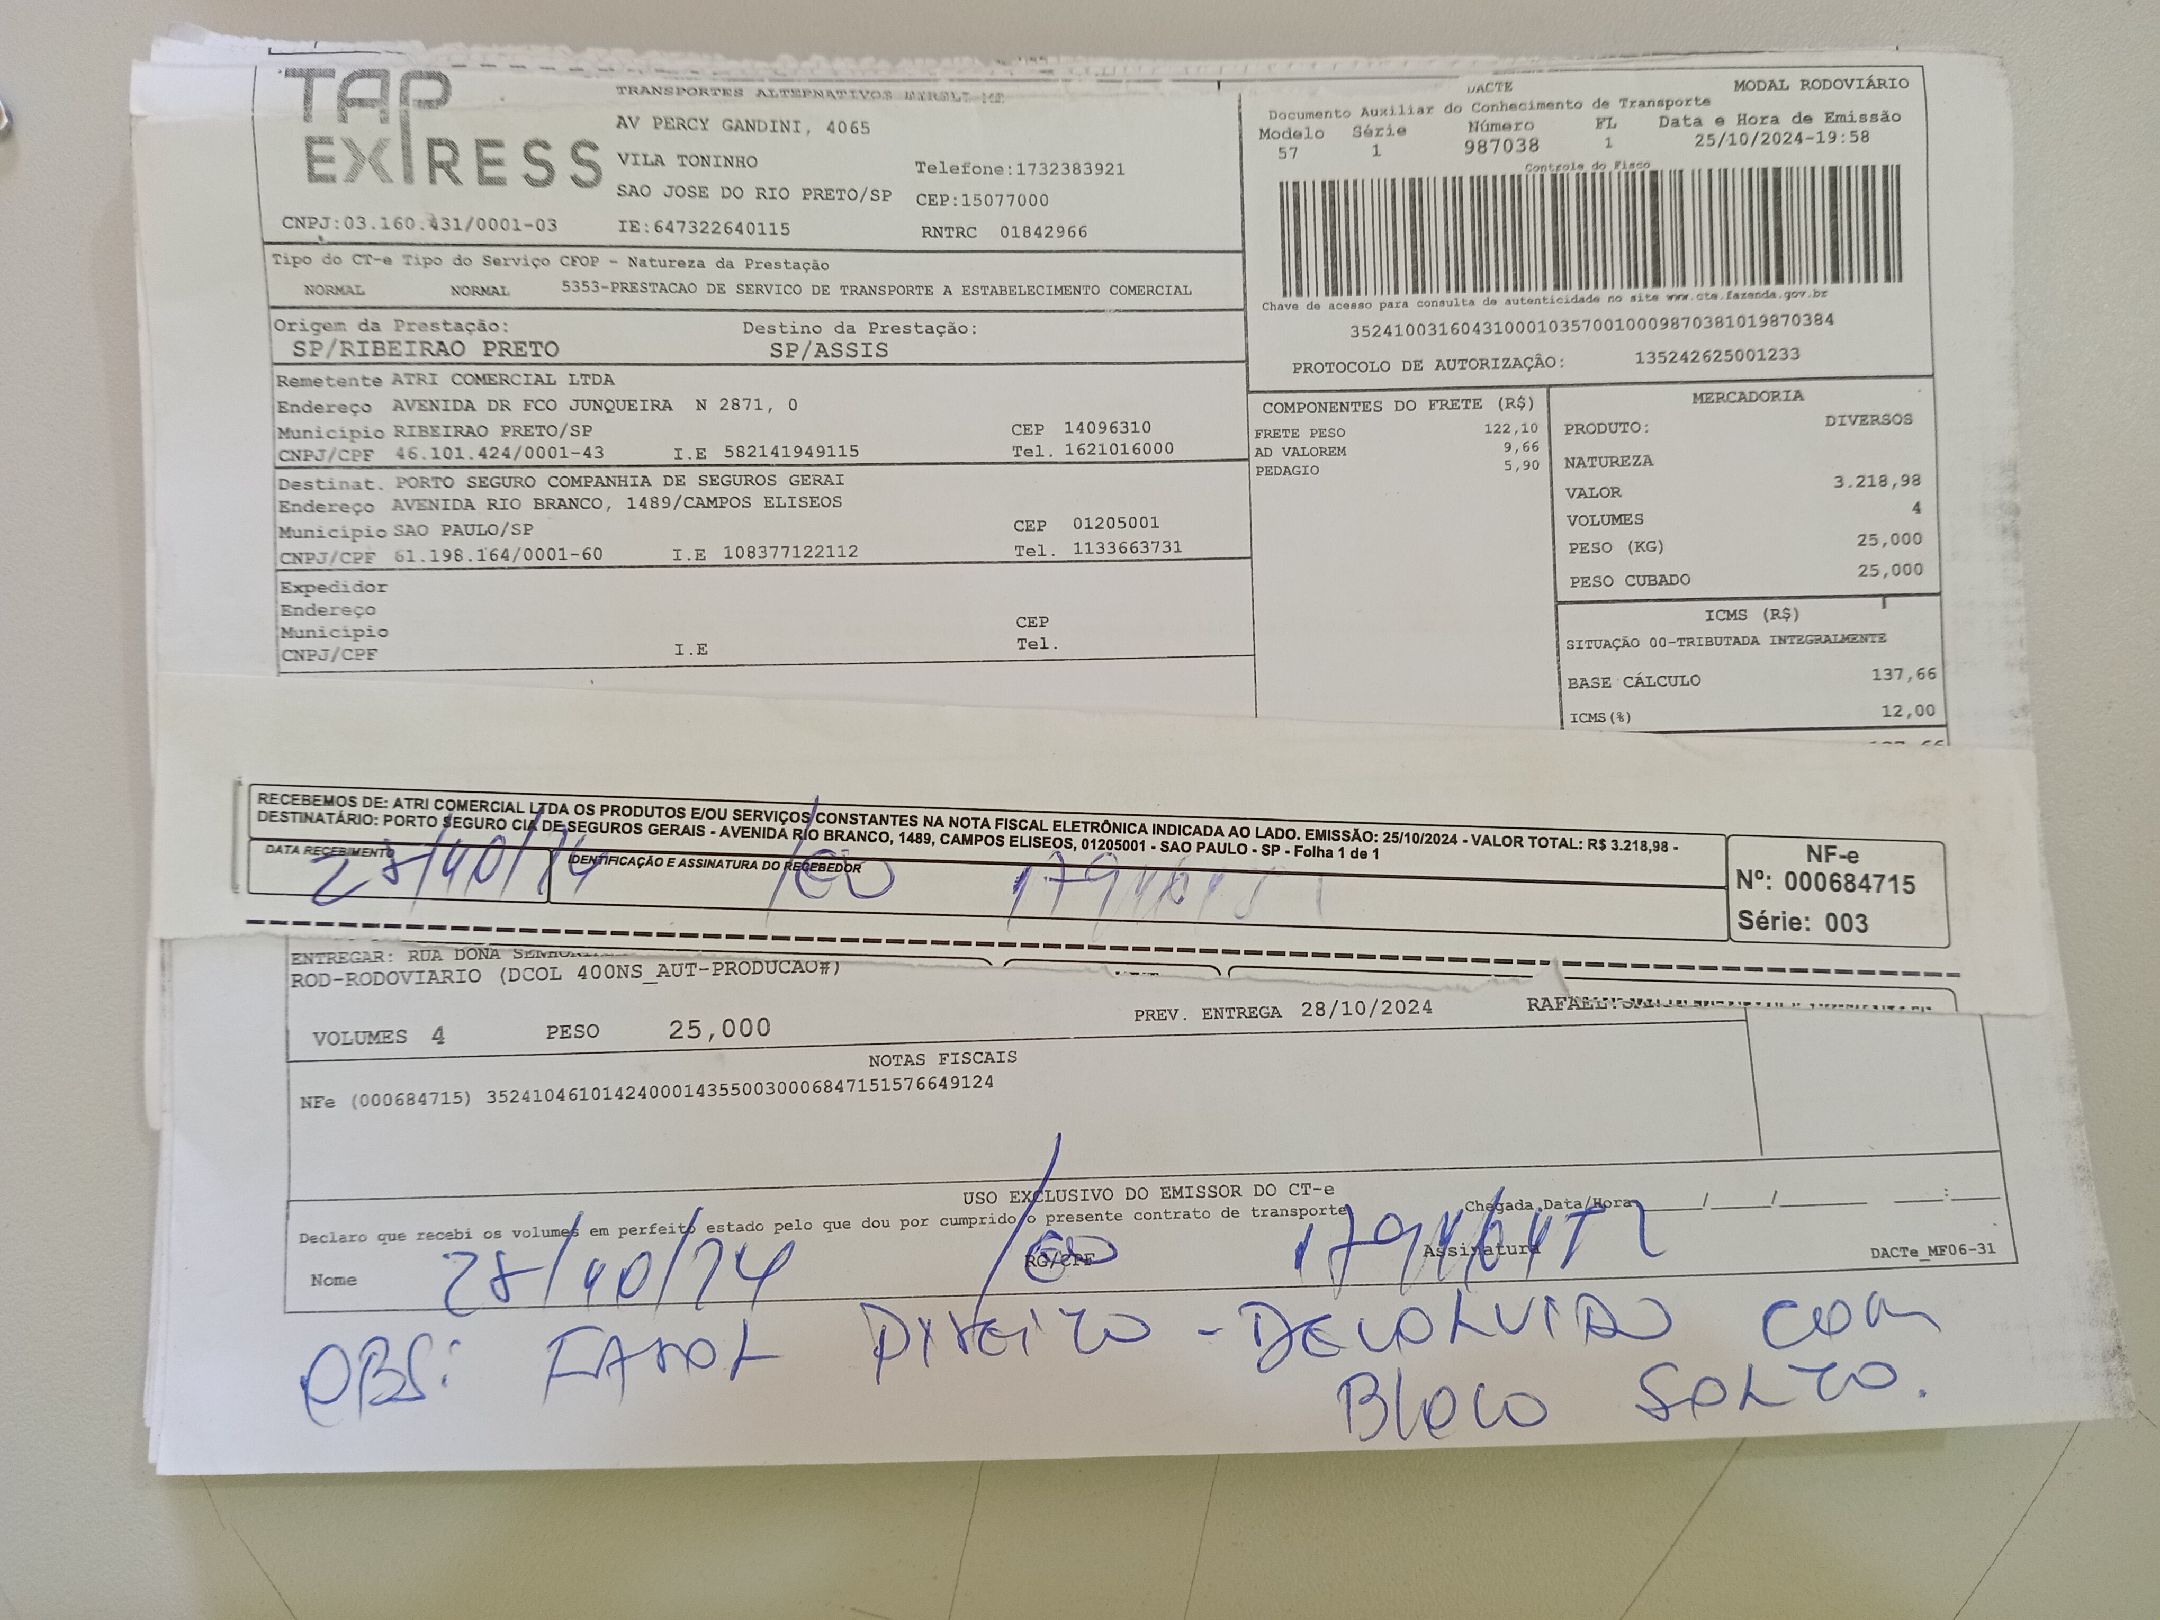 TAP EXPRESS
TRANSPORTES ALTERNATIVOS EIRELI ME
AV PERCY GANDINI, 4065
VILA TONINHO
Telefone:1732383921
SAO JOSE DO RIO PRETO/SP
CEP:15077000
CNPJ:03.160.431/0001-03
IE:647322640115
RNTRC 01842966
DACTE
MODAL RODOVIÁRIO
Documento Auxiliar do Conhecimento de Transporte
Modelo Série Número FL Data e Hora de Emissão
57 1 987038 1 25/10/2024-19:58
Controle do Fisco
Chave de acesso para consulta de autenticidade no site www.cte.fazenda.gov.br
35241003160431000103570010009870381019870384
PROTOCOLO DE AUTORIZAÇÃO: 135242625001233
Tipo do CT-e Tipo do Serviço CFOP - Natureza da Prestação
NORMAL NORMAL 5353-PRESTACAO DE SERVICO DE TRANSPORTE A ESTABELECIMENTO COMERCIAL
Origem da Prestação: Destino da Prestação:
SP/RIBEIRAO PRETO SP/ASSIS
Remetente ATRI COMERCIAL LTDA
Endereço AVENIDA DR FCO JUNQUEIRA N 2871, 0
Municipio RIBEIRAO PRETO/SP CEP 14096310
CNPJ/CPF 46.101.424/0001-43 I.E 582141949115 Tel. 1621016000
Destinat. PORTO SEGURO COMPANHIA DE SEGUROS GERAI
Endereço AVENIDA RIO BRANCO, 1489/CAMPOS ELISEOS
Municipio SAO PAULO/SP CEP 01205001
CNPJ/CPF 61.198.164/0001-60 I.E 108377122112 Tel. 1133663731
Expedidor
Endereço
Municipio CEP
CNPJ/CPF I.E Tel.
COMPONENTES DO FRETE (R$)
FRETE PESO 122,10
AD VALOREM 9,66
PEDAGIO 5,90
MERCADORIA
PRODUTO: DIVERSOS
NATUREZA
VALOR 3.218,98
VOLUMES 4
PESO (KG) 25,000
PESO CUBADO 25,000
ICMS (R$)
SITUAÇÃO 00-TRIBUTADA INTEGRALMENTE
BASE CÁLCULO 137,66
ICMS(%) 12,00
RECEBEMOS DE: ATRI COMERCIAL LTDA OS PRODUTOS E/OU SERVIÇOS CONSTANTES NA NOTA FISCAL ELETRÔNICA INDICADA AO LADO. EMISSÃO: 25/10/2024 - VALOR TOTAL: R$ 3.218,98 -
DESTINATÁRIO: PORTO SEGURO CIA DE SEGUROS GERAIS - AVENIDA RIO BRANCO, 1489, CAMPOS ELISEOS, 01205001 - SAO PAULO - SP - Folha 1 de 1
DATA RECEBIMENTO
IDENTIFICAÇÃO E ASSINATURA DO RECEBEDOR
NF-e
Nº: 000684715
Série: 003
ENTREGAR: RUA DONA
ROD-RODOVIARIO (DCOL 400NS_AUT-PRODUCAO#)
VOLUMES 4 PESO 25,000 PREV. ENTREGA 28/10/2024
NOTAS FISCAIS
NFe (000684715) 35241046101424000143550030006847151576649124
USO EXCLUSIVO DO EMISSOR DO CT-e
Declaro que recebi os volumes em perfeito estado pelo que dou por cumprido o presente contrato de transporte
Chegada Data/Hora ____/____/______ ____:____
Nome RG/CPF Assinatura DACTe_MF06-31
OBS: FAROL DIREITO - DEVOLVIDO COM
BLOCO SOLTO.